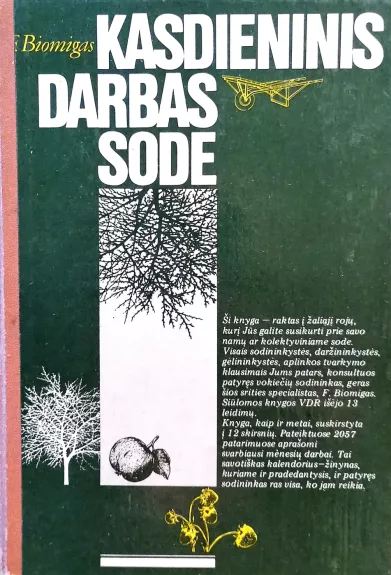 F. Biomigas
KASDIENINIS
DARBAS
SODE
Ši knyga — raktas į žaliąjį rojų,
kurį Jūs galite susikurti prie savo
namų ar kolektyviniame sode.
Visais sodininkystės, daržininkystės,
gėlininkystės, aplinkos tvarkymo
klausimais Jums patars, konsultuos
patyręs vokiečių sodininkas, geras
šios srities specialistas, F. Biomigas.
Siūlomos knygos VDR išėjo 13
leidimų.
Knyga, kaip ir metai, suskirstyta
į 12 skirsnių. Pateiktuose 2057
patarimuose aprašomi
svarbiausi mėnesių darbai. Tai
savotiškas kalendorius—žinynas,
kuriame ir pradedantysis, ir patyręs
sodininkas ras visa, ko jam reikia.